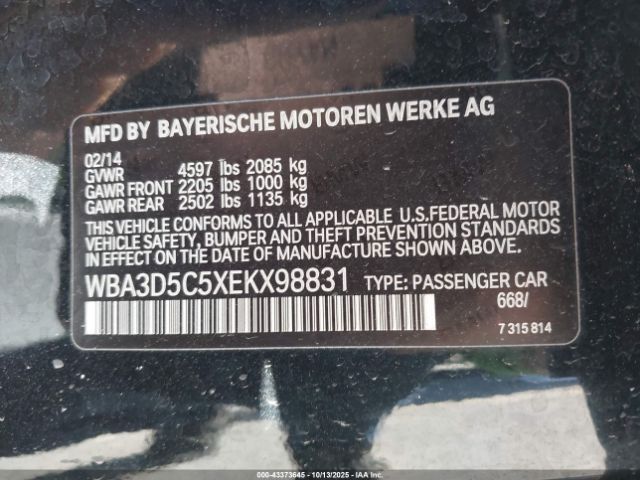 MFD BY BAYERISCHE MOTOREN WERKE AG
02/14
GVWR 4597 lbs 2085 kg
GAWR FRONT 2205 lbs 1000 kg
GAWR REAR 2502 lbs 1135 kg
THIS VEHICLE CONFORMS TO ALL APPLICABLE U.S.FEDERAL MOTOR
VEHICLE SAFETY, BUMPER AND THEFT PREVENTION STANDARDS
IN EFFECT ON THE DATE OF MANUFACTURE SHOWN ABOVE.
WBA3D5C5XEKX98831 TYPE: PASSENGER CAR
668/
7 315 814
000-43373645 - 10/13/2025 - IAAI.COM